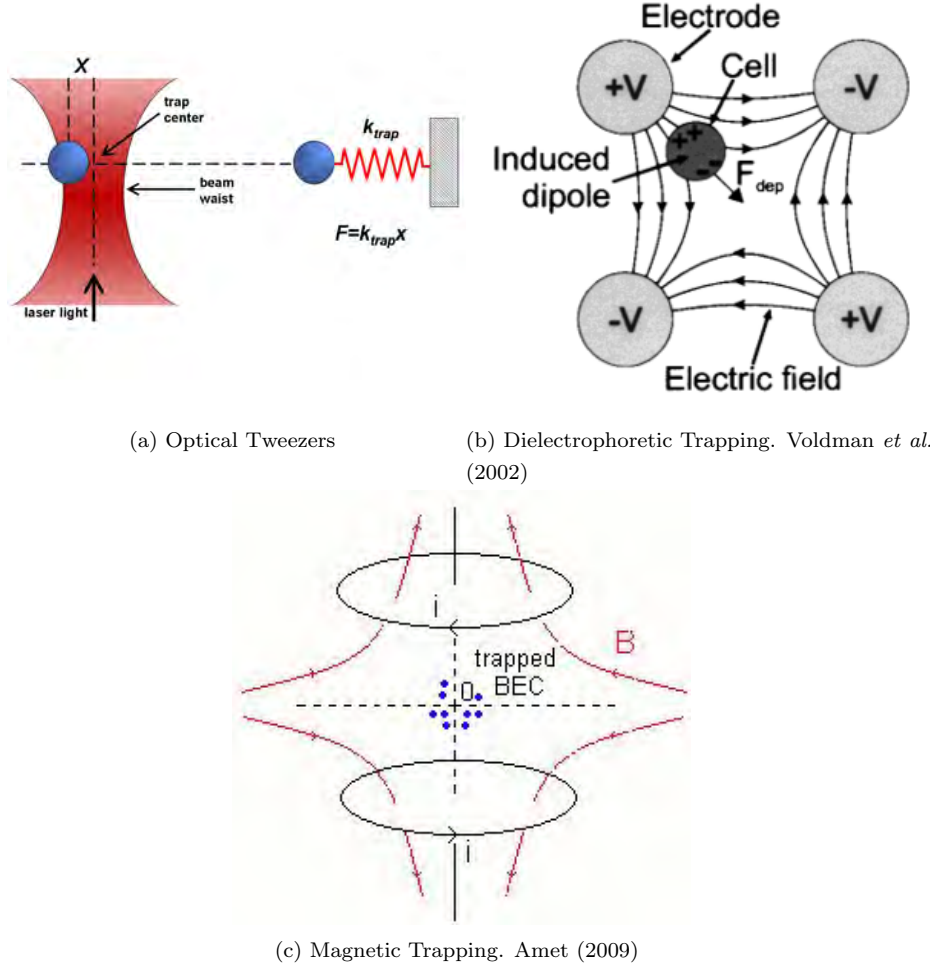 X
trap
center
k_trap
beam
waist
F=k_trap x
laser light
Electrode
+V
-V
Cell
++
Induced
dipole
--
F_dep
-V
+V
Electric field
(a) Optical Tweezers
(b) Dielectrophoretic Trapping. Voldman et al.
(2002)
i
B
trapped
0 BEC
i
(c) Magnetic Trapping. Amet (2009)